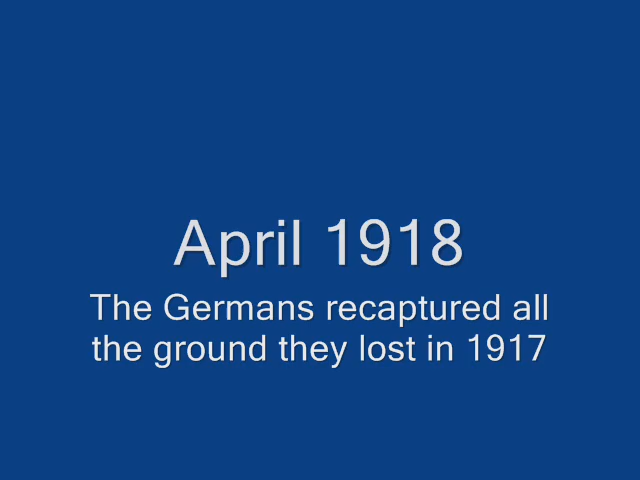 April 1918
The Germans recaptured all
the ground they lost in 1917